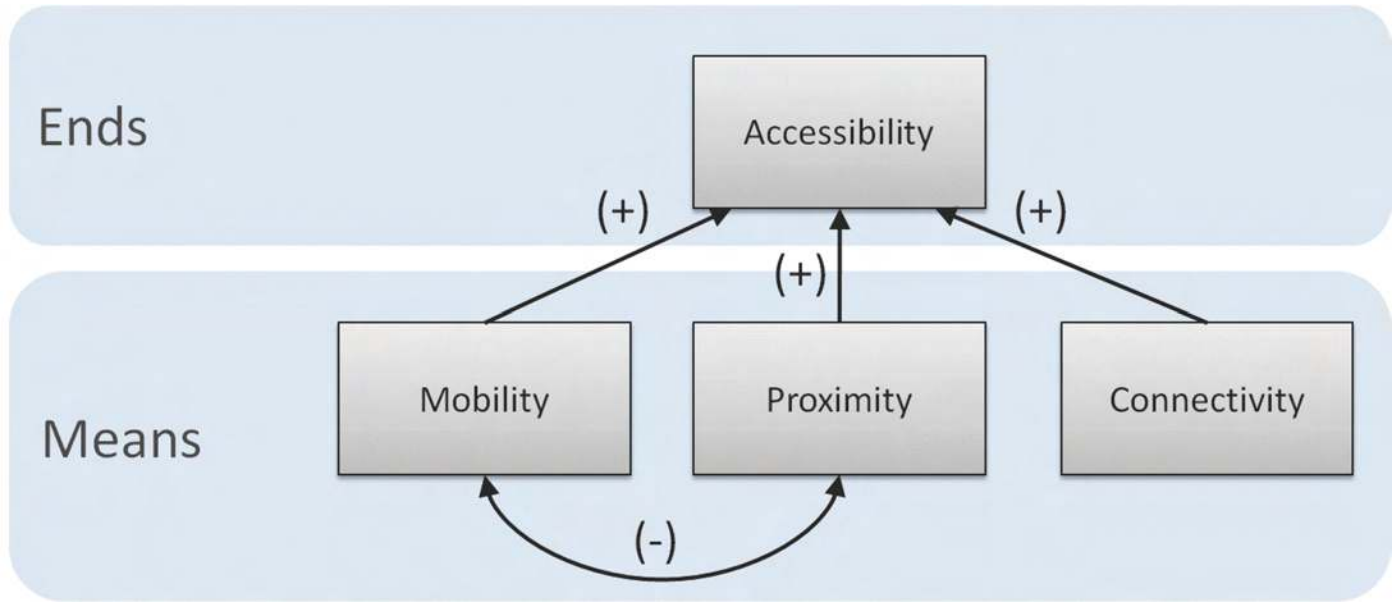 Ends
Accessibility
(+)
(+)
(+)
Means
Mobility
Proximity
Connectivity
(-)